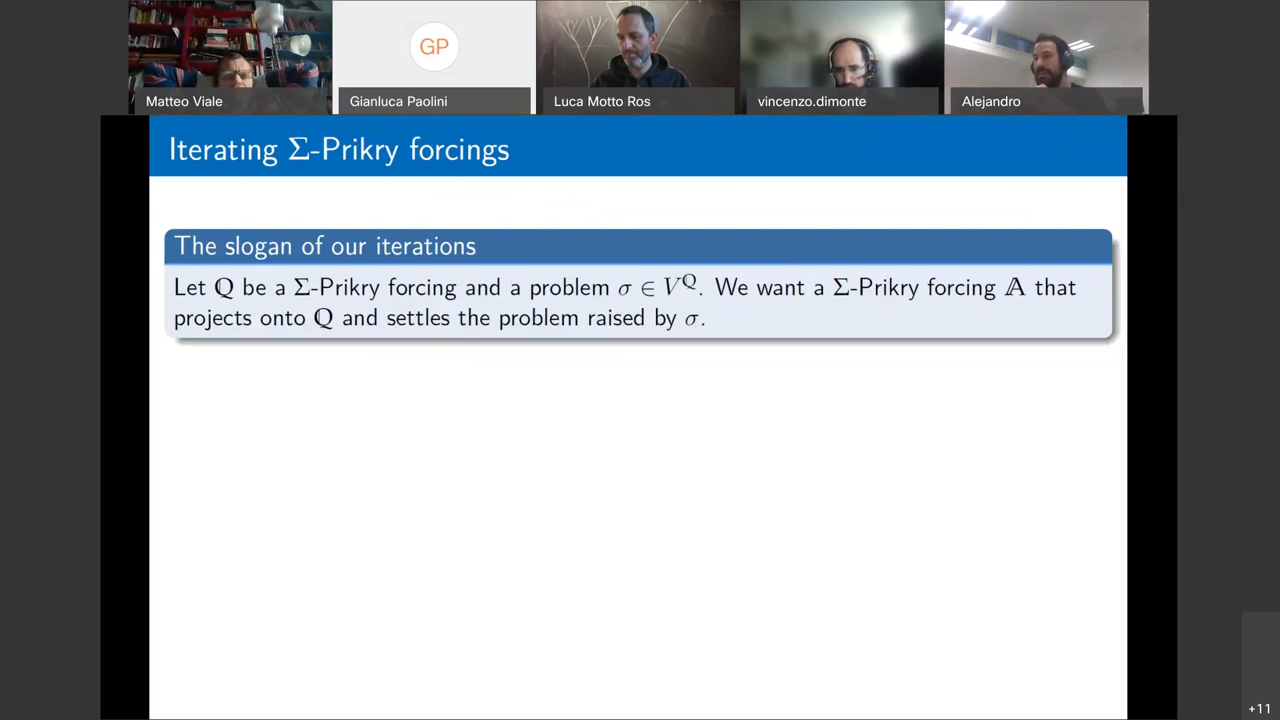 GP
Matteo Viale
Gianluca Paolini
Luca Motto Ros
vincenzo.dimonte
Alejandro
Iterating Σ-Prikry forcings
The slogan of our iterations
Let ℚ be a Σ-Prikry forcing and a problem σ ∈ V^ℚ. We want a Σ-Prikry forcing 𝔸 that
projects onto ℚ and settles the problem raised by σ.
+11